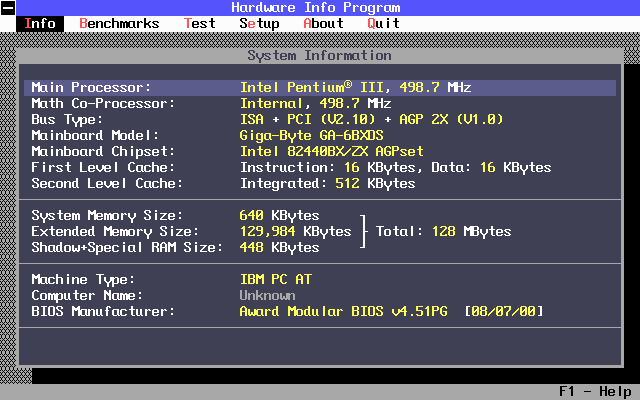 Hardware Info Program
Info Benchmarks Test Setup About Quit
System Information
Main Processor: Intel Pentium® III, 498.7 MHz
Math Co-Processor: Internal, 498.7 MHz
Bus Type: ISA + PCI (V2.10) + AGP 2X (V1.0)
Mainboard Model: Giga-Byte GA-6BXDS
Mainboard Chipset: Intel 82440BX/ZX AGPset
First Level Cache: Instruction: 16 KBytes, Data: 16 KBytes
Second Level Cache: Integrated: 512 KBytes
System Memory Size: 640 KBytes
Extended Memory Size: 129,984 KBytes Total: 128 MBytes
Shadow+Special RAM Size: 448 KBytes
Machine Type: IBM PC AT
Computer Name: Unknown
BIOS Manufacturer: Award Modular BIOS v4.51PG [08/07/00]
F1 - Help